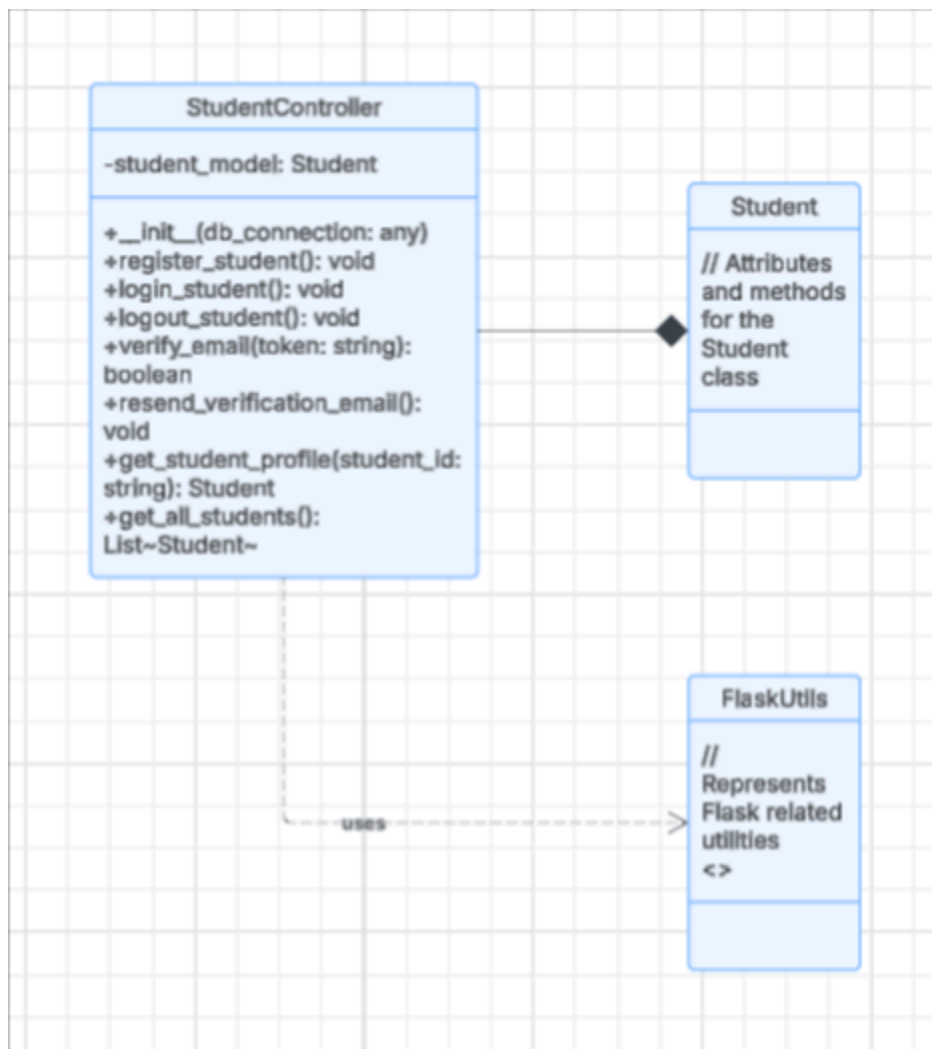 StudentController
-student_model: Student
+__init__(db_connection: any)
+register_student(): void
+login_student(): void
+logout_student(): void
+verify_email(token: string):
boolean
+resend_verification_email():
void
+get_student_profile(student_id:
string): Student
+get_all_students():
List~Student~
Student
// Attributes
and methods
for the
Student
class
uses
FlaskUtils
//
Represents
Flask related
utilities
<>